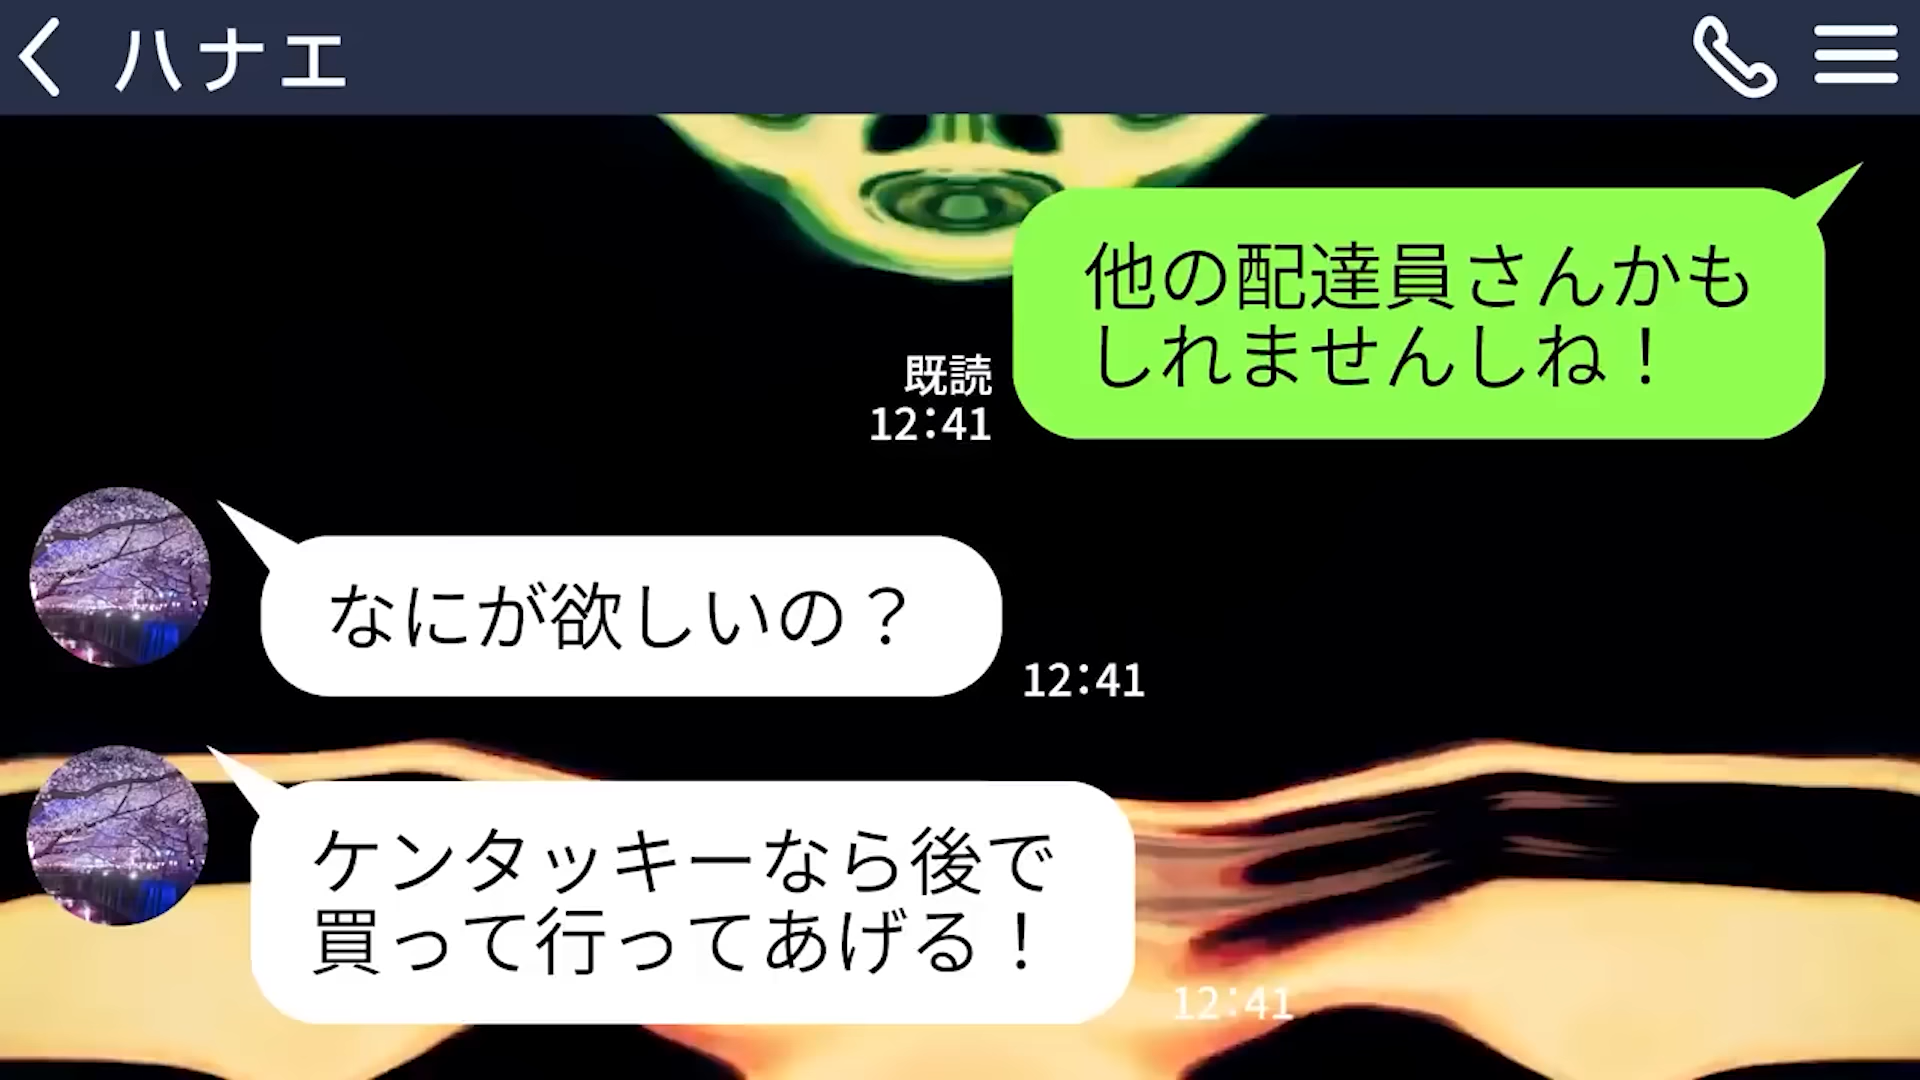 ハナエ
他の配達員さんかも
しれませんしね！
既読
12:41
なにが欲しいの？
12:41
ケンタッキーなら後で
買って行ってあげる！
12:41